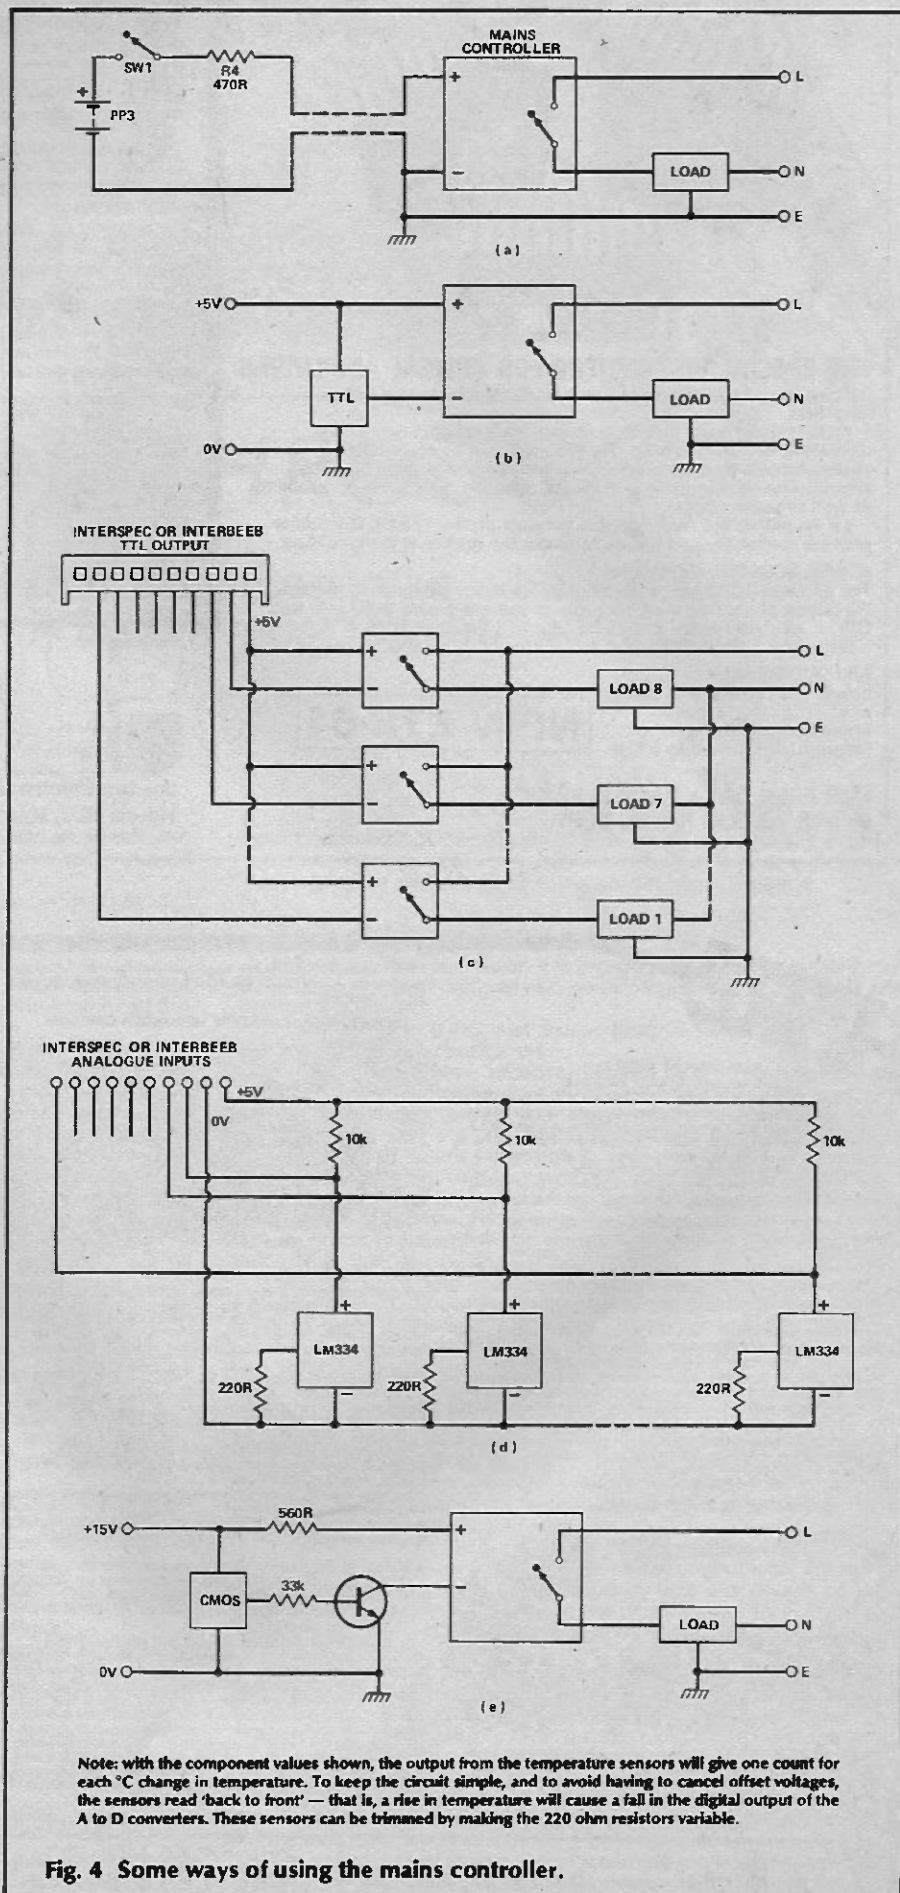 MAINS
CONTROLLER
SW1
R4
470R
+
PP3
+
−
L
LOAD
N
E
(a)
+5V
+
L
TTL
−
LOAD
N
0V
E
(b)
INTERSPEC OR INTERBEEB
TTL OUTPUT
+5V
+
−
L
LOAD 8
N
E
+
−
LOAD 7
+
−
LOAD 1
(c)
INTERSPEC OR INTERBEEB
ANALOGUE INPUTS
+5V
0V
10k
10k
10k
+
+
+
LM334
LM334
LM334
220R
220R
220R
−
−
−
(d)
+15V
560R
+
L
CMOS
33k
−
LOAD
N
0V
E
(e)
Note: with the component values shown, the output from the temperature sensors will give one count for
each °C change in temperature. To keep the circuit simple, and to avoid having to cancel offset voltages,
the sensors read 'back to front' — that is, a rise in temperature will cause a fall in the digital output of the
A to D converters. These sensors can be trimmed by making the 220 ohm resistors variable.
Fig. 4 Some ways of using the mains controller.